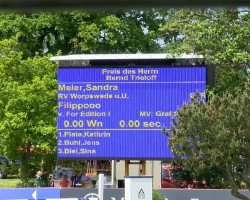 Preis des Herrn
Bernd Trieloff
Meier,Sandra
RV Worpswede u.U.
Filippooo
v. For Edition I MV: Graf
0.00 Wn 0.00 sec
1.Plate,Kathrin
2.Buhl,Jens
3.Biel,Sina